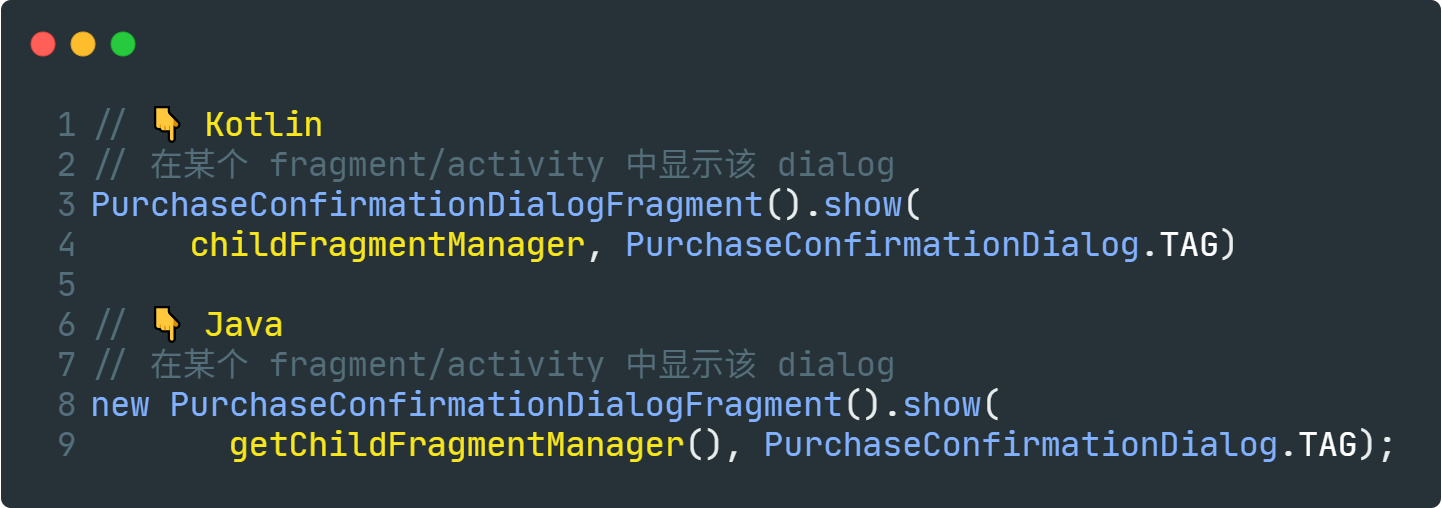 1 // 👇 Kotlin
2 // 在某个 fragment/activity 中显示该 dialog
3 PurchaseConfirmationDialogFragment().show(
4      childFragmentManager, PurchaseConfirmationDialog.TAG)
5
6 // 👇 Java
7 // 在某个 fragment/activity 中显示该 dialog
8 new PurchaseConfirmationDialogFragment().show(
9        getChildFragmentManager(), PurchaseConfirmationDialog.TAG);